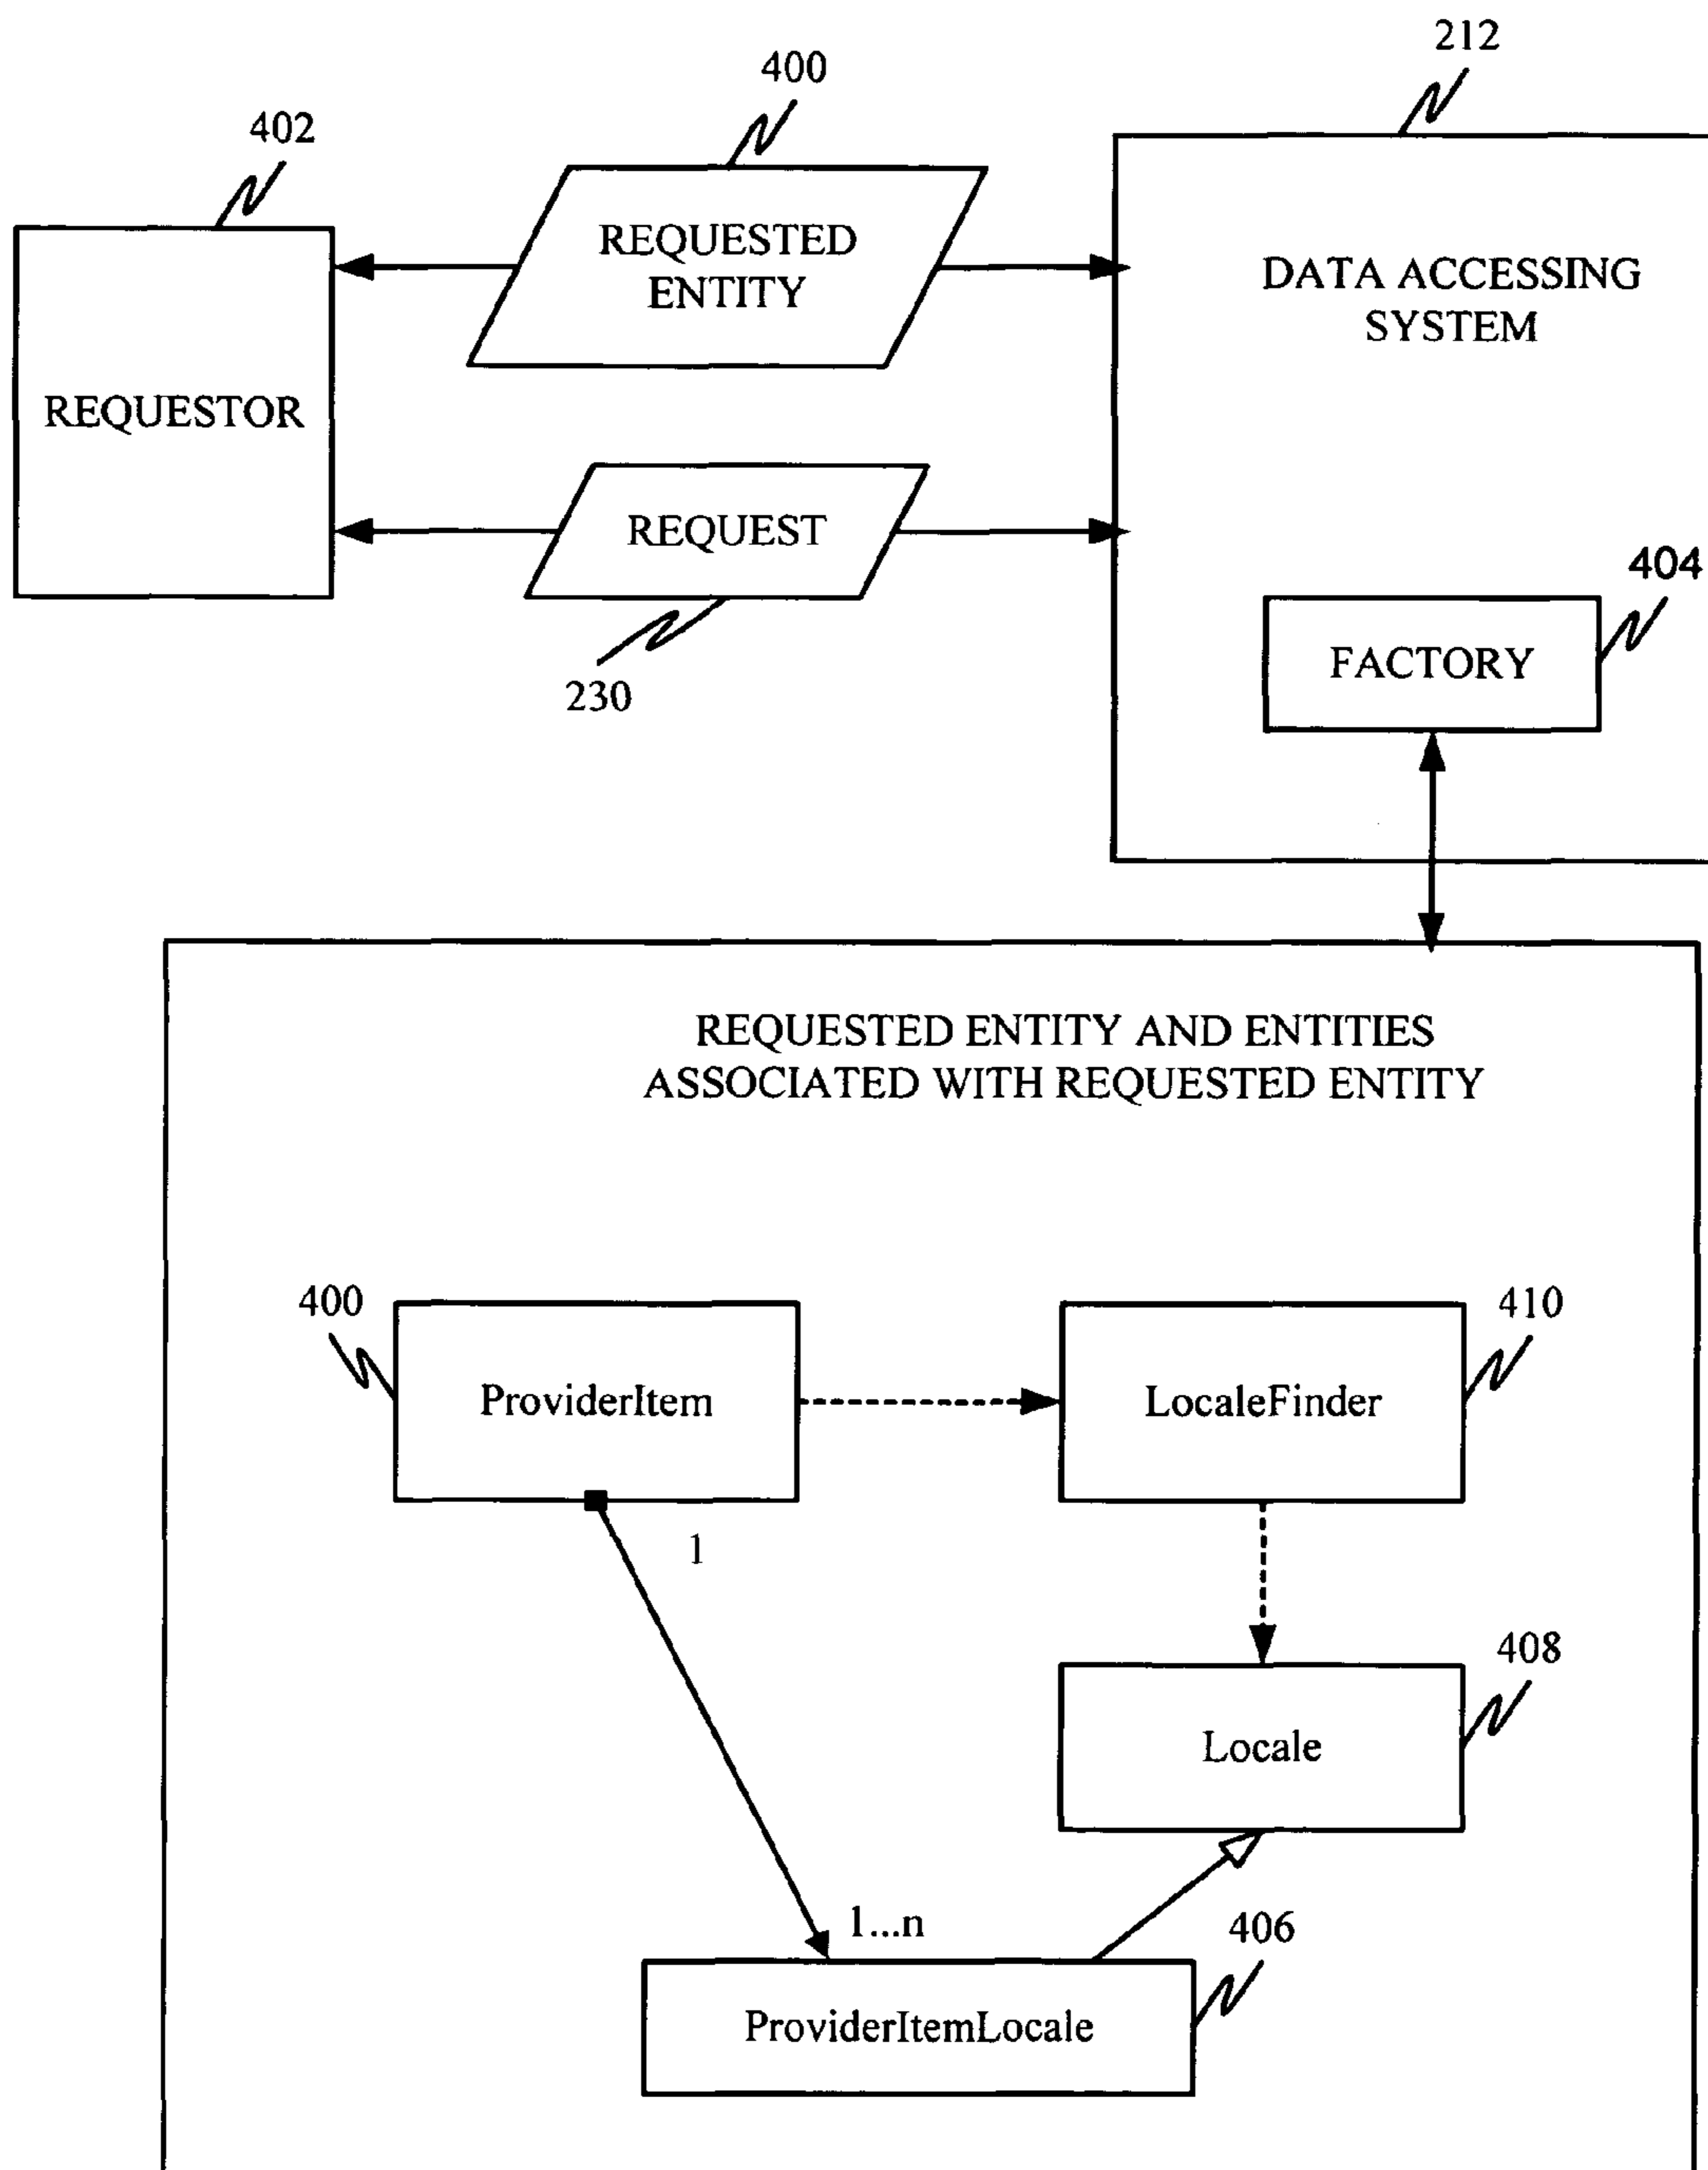 212
400
402
REQUESTED
ENTITY
DATA ACCESSING
SYSTEM
REQUESTOR
REQUEST
404
FACTORY
230
REQUESTED ENTITY AND ENTITIES
ASSOCIATED WITH REQUESTED ENTITY
400
410
ProviderItem
LocaleFinder
1
408
Locale
1...n
406
ProviderItemLocale